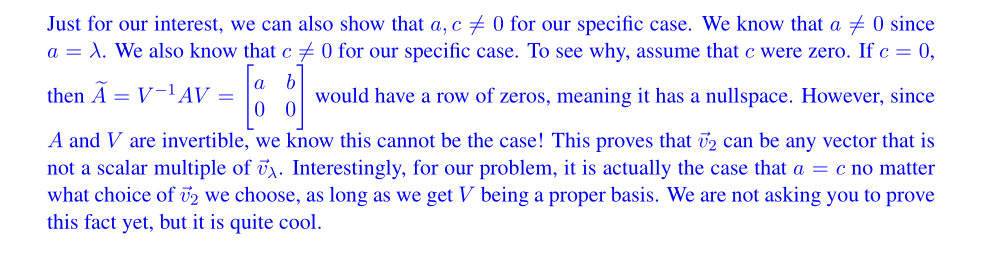 Just for our interest, we can also show that $a, c \neq 0$ for our specific case. We know that $a \neq 0$ since
$a = \lambda$. We also know that $c \neq 0$ for our specific case. To see why, assume that $c$ were zero. If $c = 0$,
then $\widetilde{A} = V^{-1}AV = \begin{bmatrix} a & b \\ 0 & 0 \end{bmatrix}$ would have a row of zeros, meaning it has a nullspace. However, since
$A$ and $V$ are invertible, we know this cannot be the case! This proves that $\vec{v}_2$ can be any vector that is
not a scalar multiple of $\vec{v}_\lambda$. Interestingly, for our problem, it is actually the case that $a = c$ no matter
what choice of $\vec{v}_2$ we choose, as long as we get $V$ being a proper basis. We are not asking you to prove
this fact yet, but it is quite cool.